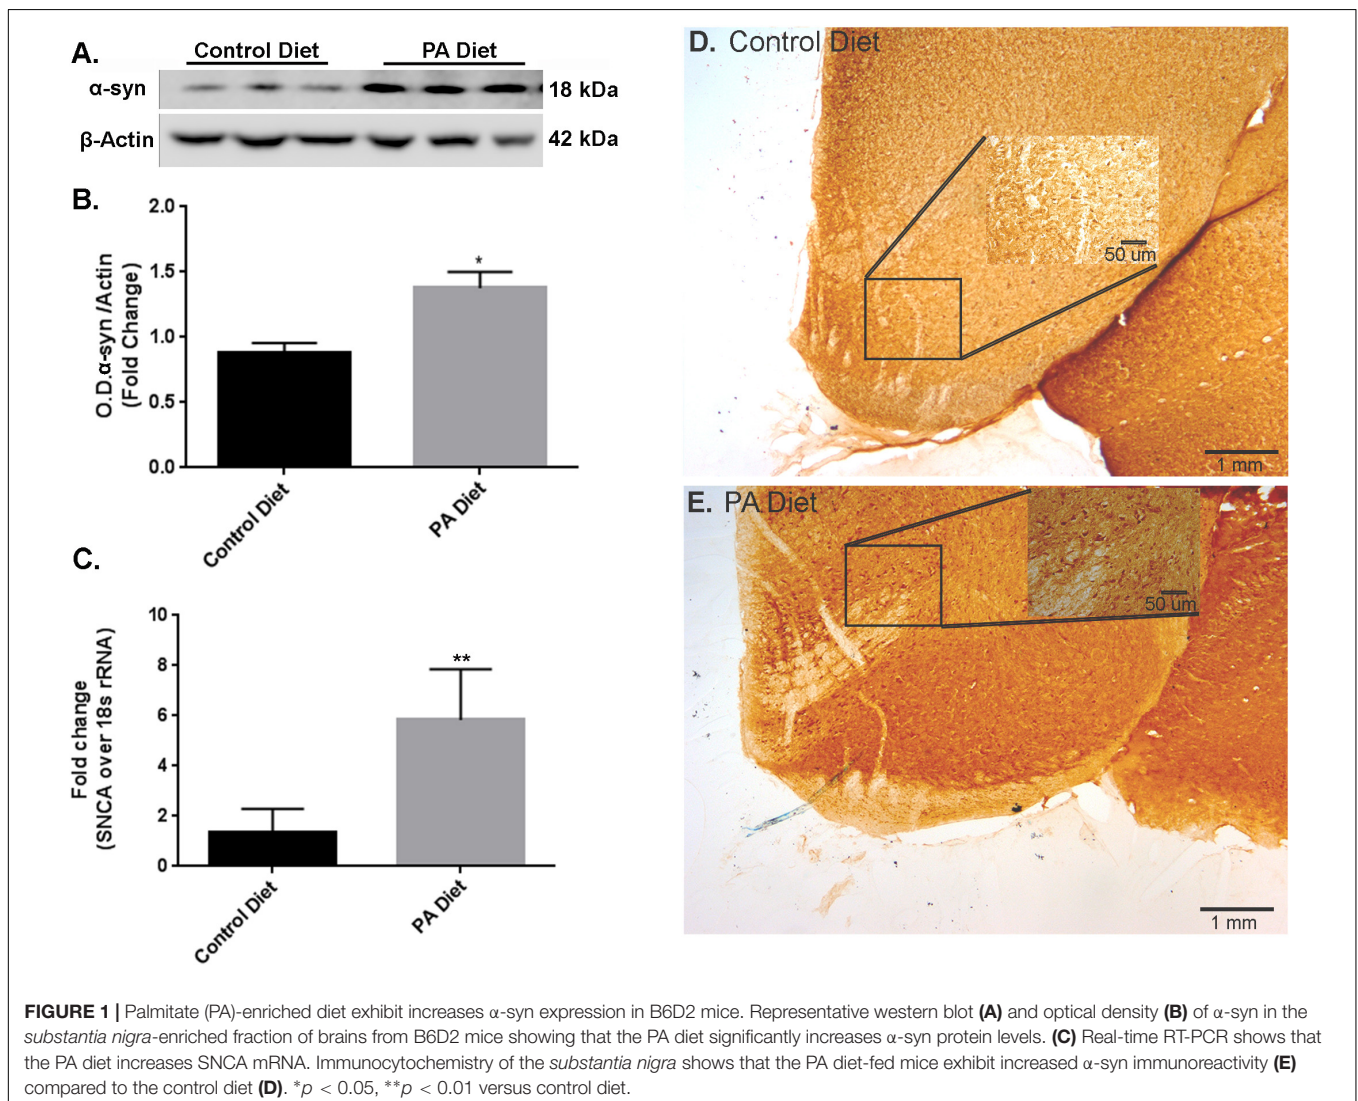 A.
Control Diet PA Diet
α-syn 18 kDa
β-Actin 42 kDa
B.
O.D.α-syn /Actin
(Fold Change)
2.0
1.5
1.0
0.5
0.0
*
Control Diet
PA Diet
C.
Fold change
(SNCA over 18s rRNA)
10
8
6
4
2
0
**
Control Diet
PA Diet
D. Control Diet
50 um
1 mm
E. PA Diet
50 um
1 mm
FIGURE 1 | Palmitate (PA)-enriched diet exhibit increases α-syn expression in B6D2 mice. Representative western blot (A) and optical density (B) of α-syn in the
substantia nigra-enriched fraction of brains from B6D2 mice showing that the PA diet significantly increases α-syn protein levels. (C) Real-time RT-PCR shows that
the PA diet increases SNCA mRNA. Immunocytochemistry of the substantia nigra shows that the PA diet-fed mice exhibit increased α-syn immunoreactivity (E)
compared to the control diet (D). *p < 0.05, **p < 0.01 versus control diet.